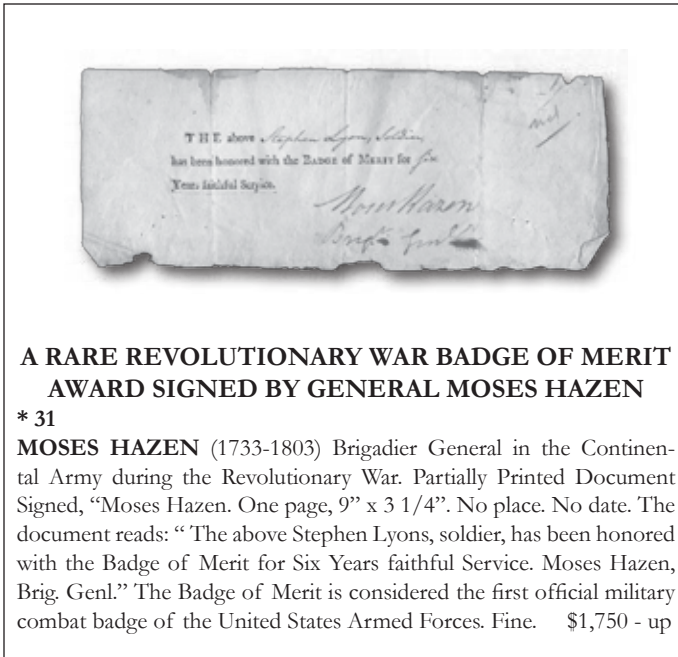 THE above Stephen Lyon, Soldier
has been honored with the BADGE of MERIT for six
Years faithful Service.
Moses Hazen
Brigr Genl
A RARE REVOLUTIONARY WAR BADGE OF MERIT
AWARD SIGNED BY GENERAL MOSES HAZEN
* 31
MOSES HAZEN (1733-1803) Brigadier General in the Continen-
tal Army during the Revolutionary War. Partially Printed Document
Signed, “Moses Hazen. One page, 9” x 3 1/4”. No place. No date. The
document reads: “ The above Stephen Lyons, soldier, has been honored
with the Badge of Merit for Six Years faithful Service. Moses Hazen,
Brig. Genl.” The Badge of Merit is considered the first official military
combat badge of the United States Armed Forces. Fine. $1,750 - up